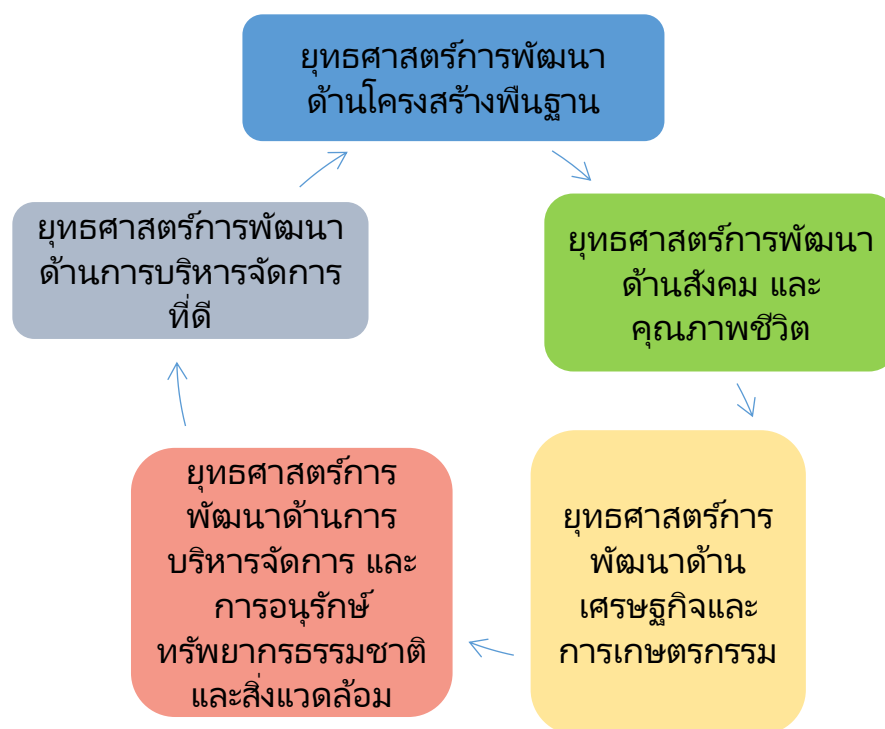 ยุทธศาสตร์การพัฒนา
ด้านโครงสร้างพื้นฐาน
ยุทธศาสตร์การพัฒนา
ด้านสังคม และ
คุณภาพชีวิต
ยุทธศาสตร์การ
พัฒนาด้าน
เศรษฐกิจและ
การเกษตรกรรม
ยุทธศาสตร์การ
พัฒนาด้านการ
บริหารจัดการ และ
การอนุรักษ์
ทรัพยากรธรรมชาติ
และสิ่งแวดล้อม
ยุทธศาสตร์การพัฒนา
ด้านการบริหารจัดการ
ที่ดี